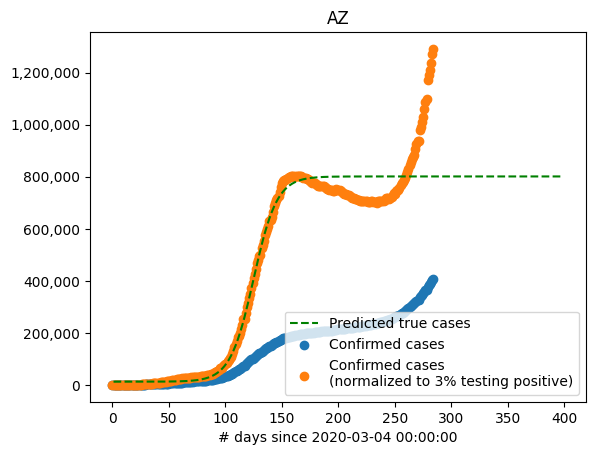 AZ
1,200,000
1,000,000
800,000
600,000
400,000
200,000
0
Predicted true cases
Confirmed cases
Confirmed cases
(normalized to 3% testing positive)
0 50 100 150 200 250 300 350 400
# days since 2020-03-04 00:00:00